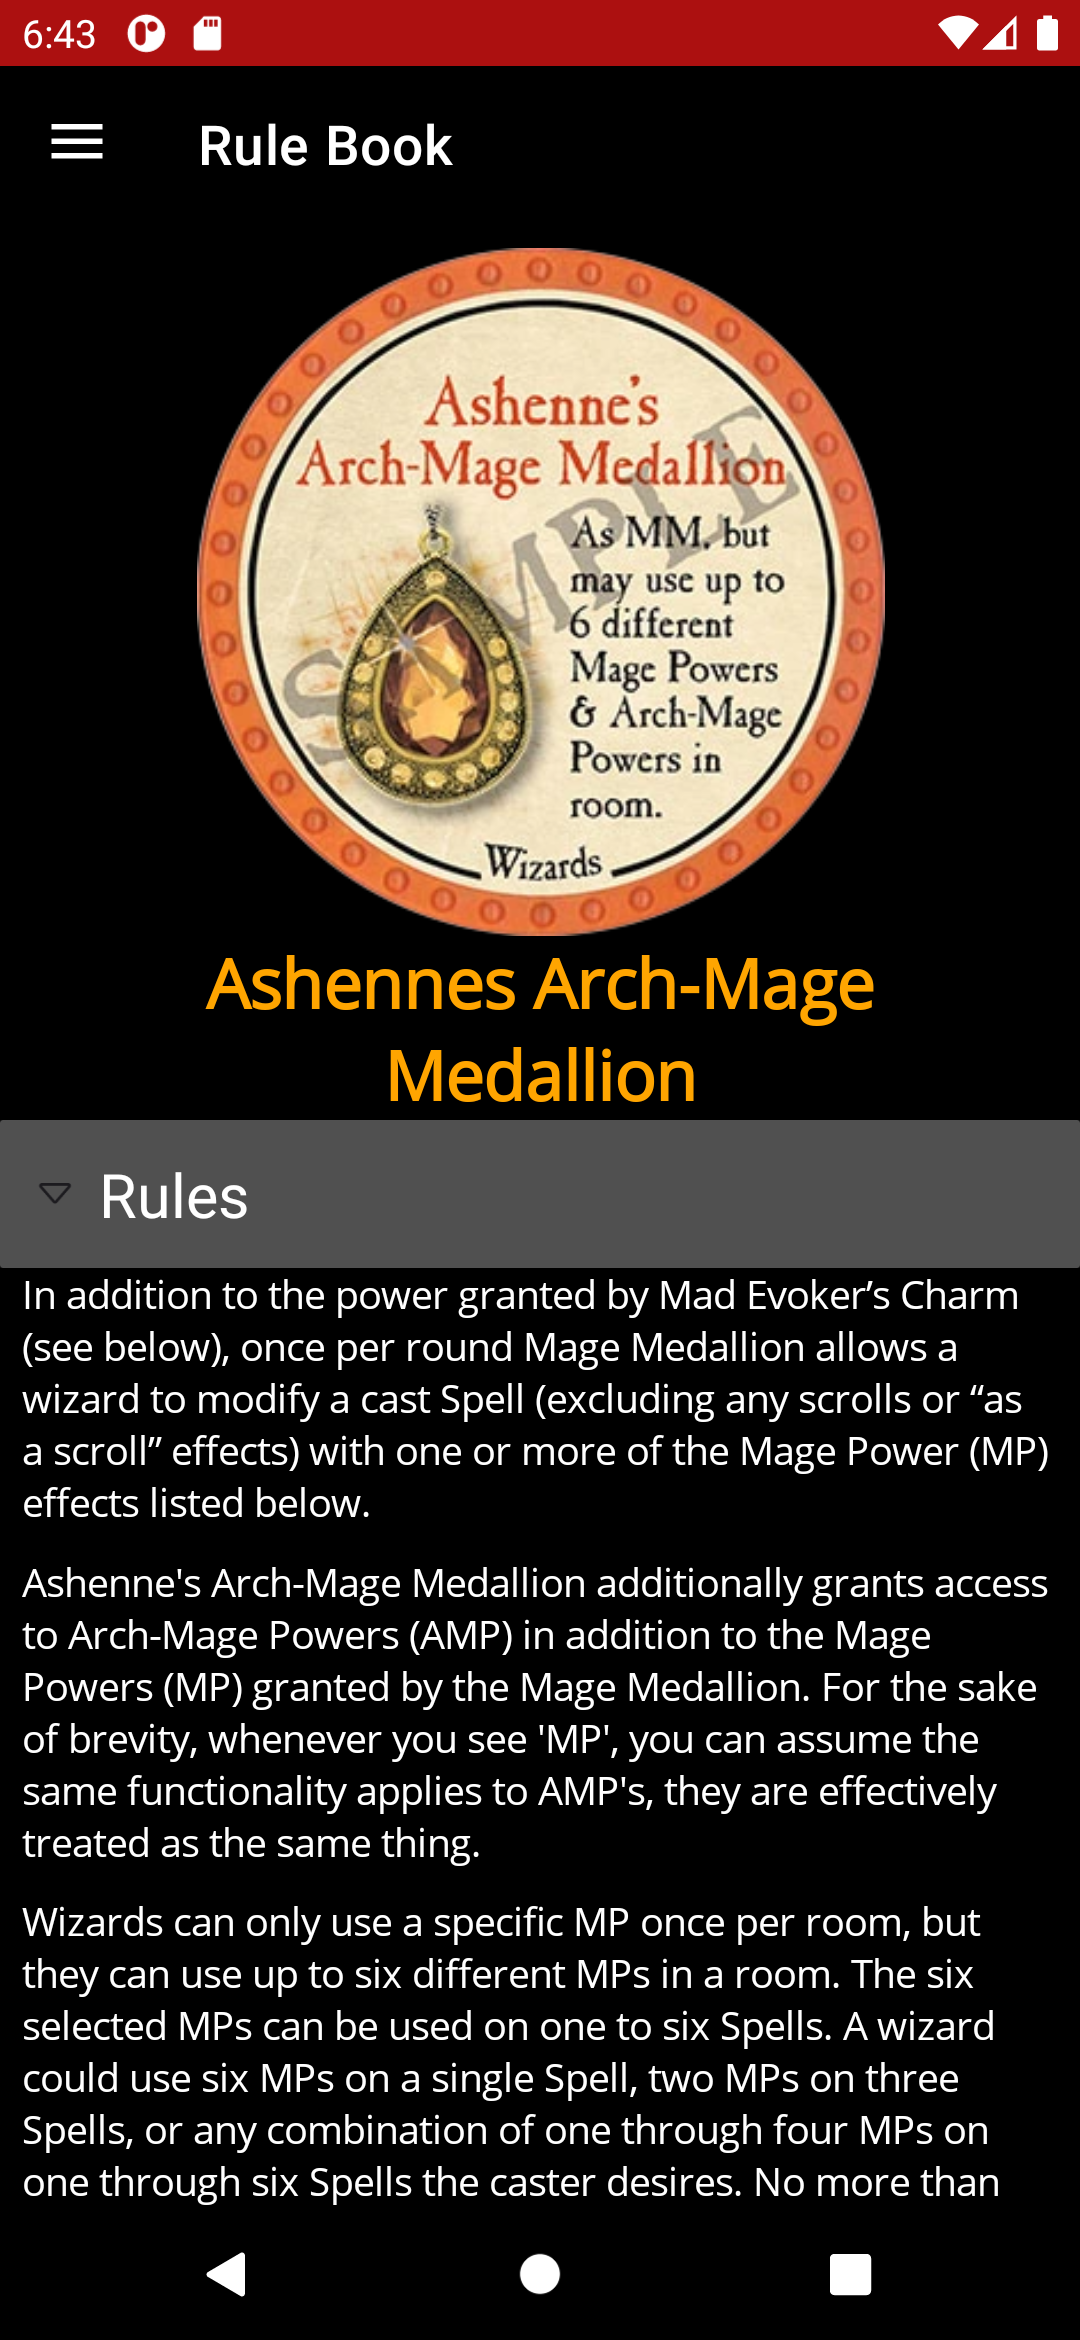 6:43
Rule Book
Ashenne's
Arch-Mage Medallion
As MM, but
may use up to
6 different
Mage Powers
& Arch-Mage
Powers in
room.
Wizards
SAMPLE
Ashennes Arch-Mage
Medallion
Rules
In addition to the power granted by Mad Evoker’s Charm
(see below), once per round Mage Medallion allows a
wizard to modify a cast Spell (excluding any scrolls or “as
a scroll” effects) with one or more of the Mage Power (MP)
effects listed below.
Ashenne's Arch-Mage Medallion additionally grants access
to Arch-Mage Powers (AMP) in addition to the Mage
Powers (MP) granted by the Mage Medallion. For the sake
of brevity, whenever you see 'MP', you can assume the
same functionality applies to AMP's, they are effectively
treated as the same thing.
Wizards can only use a specific MP once per room, but
they can use up to six different MPs in a room. The six
selected MPs can be used on one to six Spells. A wizard
could use six MPs on a single Spell, two MPs on three
Spells, or any combination of one through four MPs on
one through six Spells the caster desires. No more than